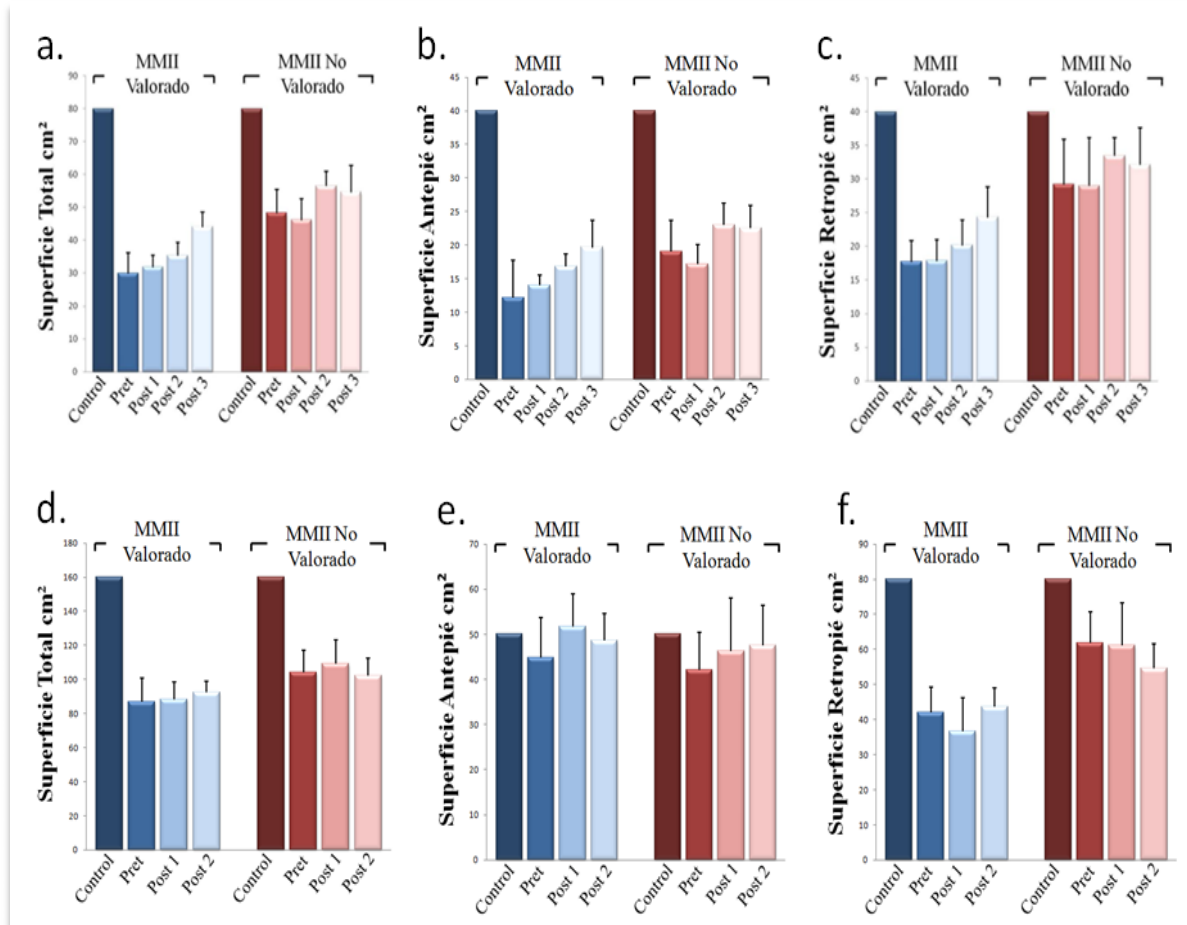 a.
MMII
Valorado
MMII No
Valorado
Superficie Total cm²
90
80
70
60
50
40
30
20
10
0
Control
Pret
Post 1
Post 2
Post 3
Control
Pret
Post 1
Post 2
Post 3
b.
MMII
Valorado
MMII No
Valorado
Superficie Antepié cm²
45
40
35
30
25
20
15
10
5
0
Control
Pret
Post 1
Post 2
Post 3
Control
Pret
Post 1
Post 2
Post 3
c.
MMII
Valorado
MMII No
Valorado
Superficie Retropié cm²
45
40
35
30
25
20
15
10
5
0
Control
Pret
Post 1
Post 2
Post 3
Control
Pret
Post 1
Post 2
Post 3
d.
MMII
Valorado
MMII No
Valorado
Superficie Total cm²
180
160
140
120
100
80
60
40
20
0
Control
Pret
Post 1
Post 2
Control
Pret
Post 1
Post 2
e.
MMII
Valorado
MMII No
Valorado
Superficie Antepié cm²
70
60
50
40
30
20
10
0
Control
Pret
Post 1
Post 2
Control
Pret
Post 1
Post 2
f.
MMII
Valorado
MMII No
Valorado
Superficie Retropié cm²
90
80
70
60
50
40
30
20
10
0
Control
Pret
Post 1
Post 2
Control
Pret
Post 1
Post 2